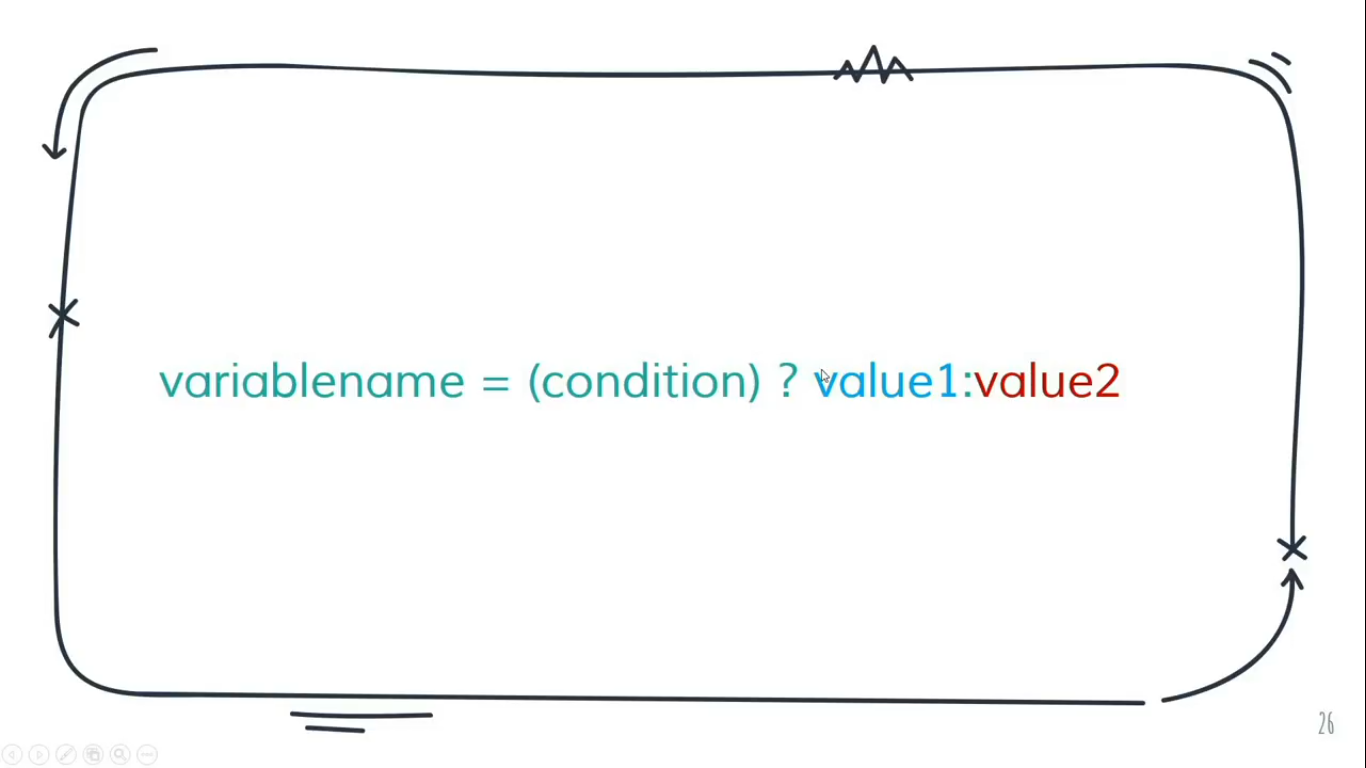 variablename = (condition) ? value1:value2
26